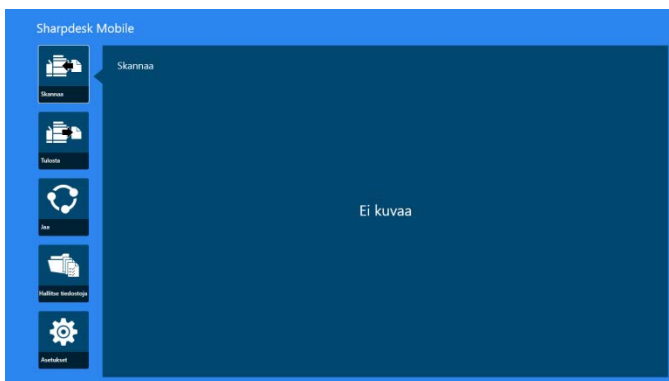 Sharpdesk Mobile
Skannaa
Skannaa
Tulosta
Jaa
Hallitse tiedostoja
Asetukset
Ei kuvaa